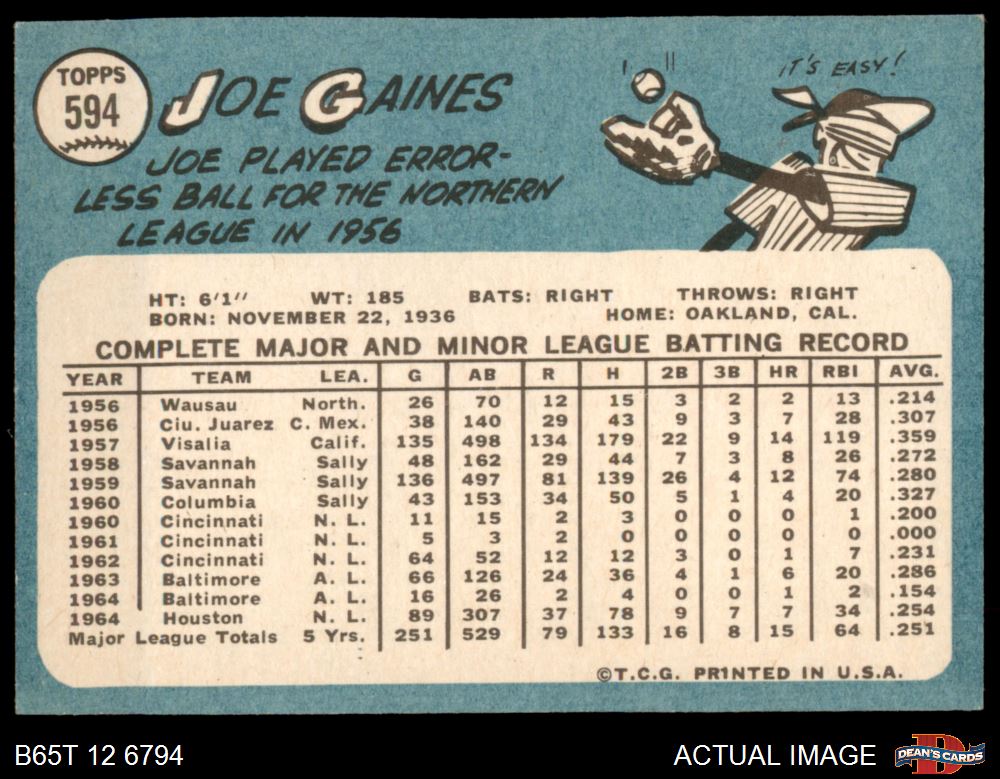 TOPPS
594
JOE GAINES
IT'S EASY!
JOE PLAYED ERROR-
LESS BALL FOR THE NORTHERN
LEAGUE IN 1956
HT: 6'1" WT: 185 BATS: RIGHT THROWS: RIGHT
BORN: NOVEMBER 22, 1936 HOME: OAKLAND, CAL.
COMPLETE MAJOR AND MINOR LEAGUE BATTING RECORD
YEAR TEAM LEA. G AB R H 2B 3B HR RBI AVG.
1956 Wausau North. 26 70 12 15 3 2 2 13 .214
1956 Ciu. Juarez C. Mex. 38 140 29 43 9 3 7 28 .307
1957 Visalia Calif. 135 498 134 179 22 9 14 119 .359
1958 Savannah Sally 48 162 29 44 7 3 8 26 .272
1959 Savannah Sally 136 497 81 139 26 4 12 74 .280
1960 Columbia Sally 43 153 34 50 5 1 4 20 .327
1960 Cincinnati N. L. 11 15 2 3 0 0 0 1 .200
1961 Cincinnati N. L. 5 3 2 0 0 0 0 0 .000
1962 Cincinnati N. L. 64 52 12 12 3 0 1 7 .231
1963 Baltimore A. L. 66 126 24 36 4 1 6 20 .286
1964 Baltimore A. L. 16 26 2 4 0 0 1 2 .154
1964 Houston N. L. 89 307 37 78 9 7 7 34 .254
Major League Totals 5 Yrs. 251 529 79 133 16 8 15 64 .251
©T.C.G. PRINTED IN U.S.A.
B65T 12 6794 ACTUAL IMAGE D DEAN'S CARDS